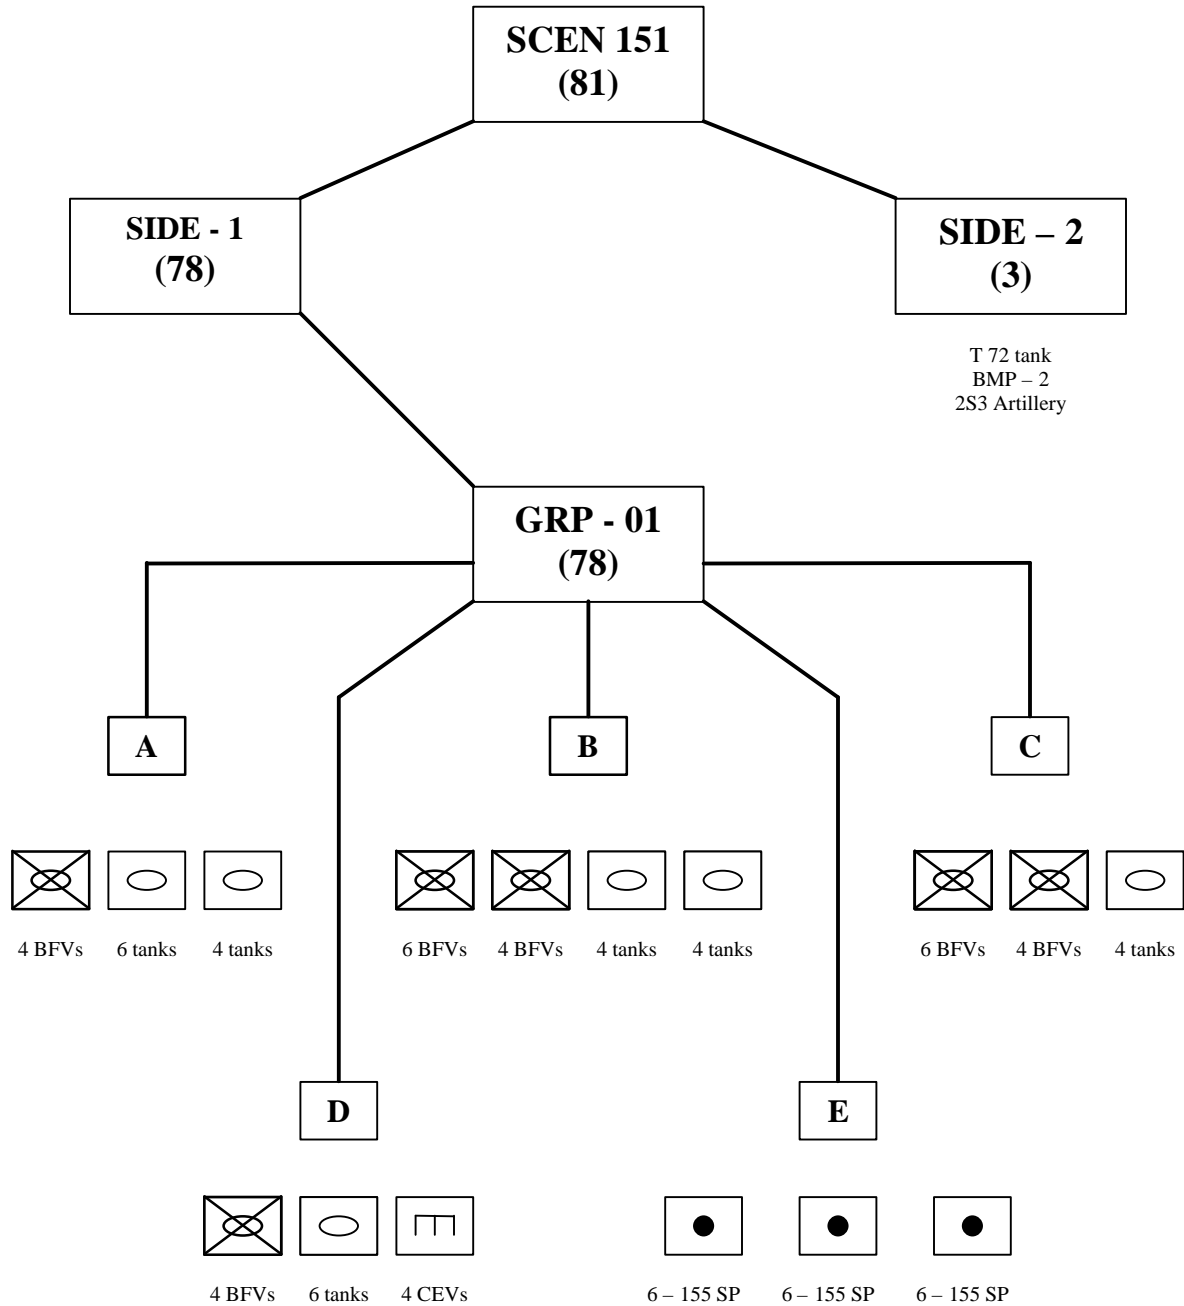 SCEN 151
(81)
SIDE - 1
(78)
SIDE – 2
(3)
T 72 tank
BMP – 2
2S3 Artillery
GRP - 01
(78)
A
B
C
4 BFVs 6 tanks 4 tanks
6 BFVs 4 BFVs 4 tanks 4 tanks
6 BFVs 4 BFVs 4 tanks
D
E
4 BFVs 6 tanks 4 CEVs
6 – 155 SP 6 – 155 SP 6 – 155 SP